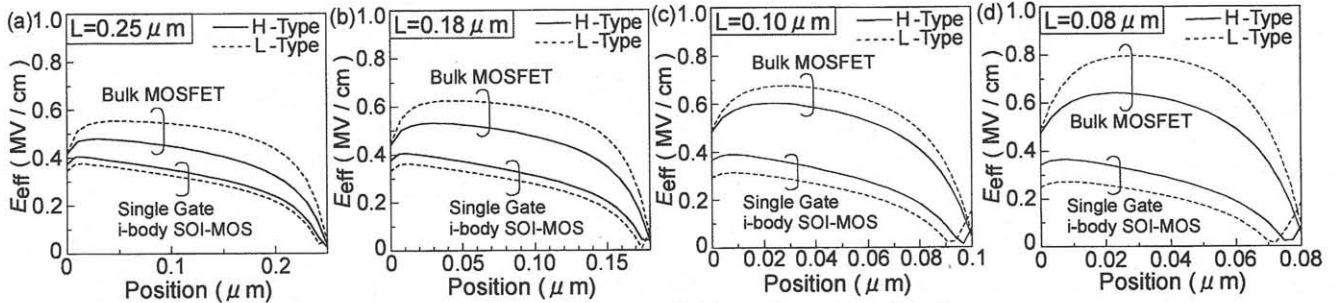 (a) L=0.25 μm
H-Type
L-Type
Bulk MOSFET
Single Gate
i-body SOI-MOS
Eeff ( MV / cm )
1.0
0.8
0.6
0.4
0.2
0
0 0.1 0.2
Position ( μm )
(b) L=0.18 μm
H-Type
L-Type
Bulk MOSFET
Single Gate
i-body SOI-MOS
Eeff ( MV / cm )
1.0
0.8
0.6
0.4
0.2
0
0 0.05 0.10 0.15
Position ( μm )
(c) L=0.10 μm
H-Type
L-Type
Bulk MOSFET
Single Gate
i-body SOI-MOS
Eeff ( MV / cm )
1.0
0.8
0.6
0.4
0.2
0
0 0.02 0.04 0.06 0.08 0.1
Position ( μm )
(d) L=0.08 μm
H-Type
L-Type
Bulk MOSFET
Single Gate
i-body SOI-MOS
Eeff ( MV / cm )
1.0
0.8
0.6
0.4
0.2
0
0 0.02 0.04 0.06 0.08
Position ( μm )